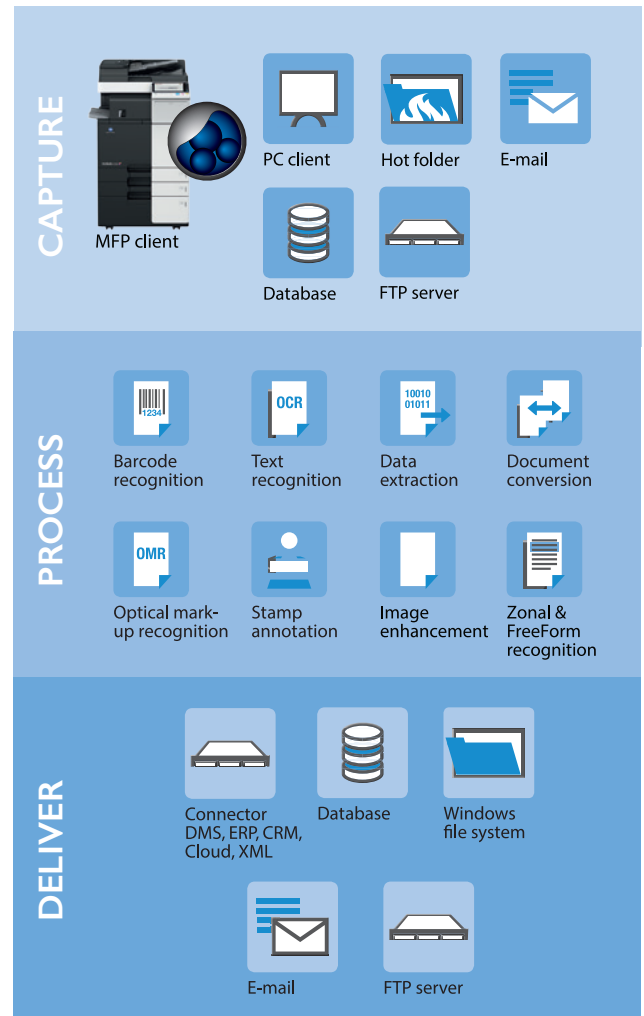 CAPTURE
MFP client
PC client
Hot folder
E-mail
Database
FTP server
PROCESS
1234
Barcode
recognition
OCR
Text
recognition
10010
01011
Data
extraction
Document
conversion
OMR
Optical mark-
up recognition
Stamp
annotation
Image
enhancement
Zonal &
FreeForm
recognition
DELIVER
Connector
DMS, ERP, CRM,
Cloud, XML
Database
Windows
file system
E-mail
FTP server